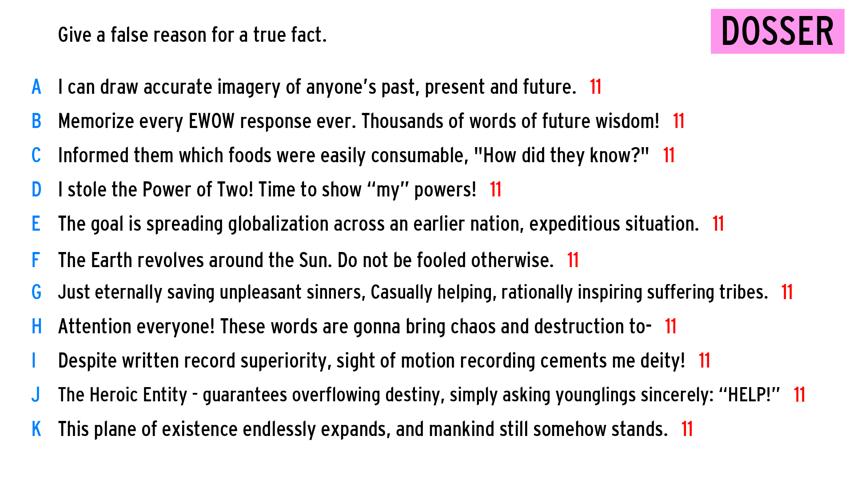 Give a false reason for a true fact.
DOSSER
A I can draw accurate imagery of anyone's past, present and future. 11
B Memorize every EWOW response ever. Thousands of words of future wisdom! 11
C Informed them which foods were easily consumable, "How did they know?" 11
D I stole the Power of Two! Time to show “my” powers! 11
E The goal is spreading globalization across an earlier nation, expeditious situation. 11
F The Earth revolves around the Sun. Do not be fooled otherwise. 11
G Just eternally saving unpleasant sinners, Casually helping, rationally inspiring suffering tribes. 11
H Attention everyone! These words are gonna bring chaos and destruction to- 11
I Despite written record superiority, sight of motion recording cements me deity! 11
J The Heroic Entity - guarantees overflowing destiny, simply asking younglings sincerely: “HELP!” 11
K This plane of existence endlessly expands, and mankind still somehow stands. 11